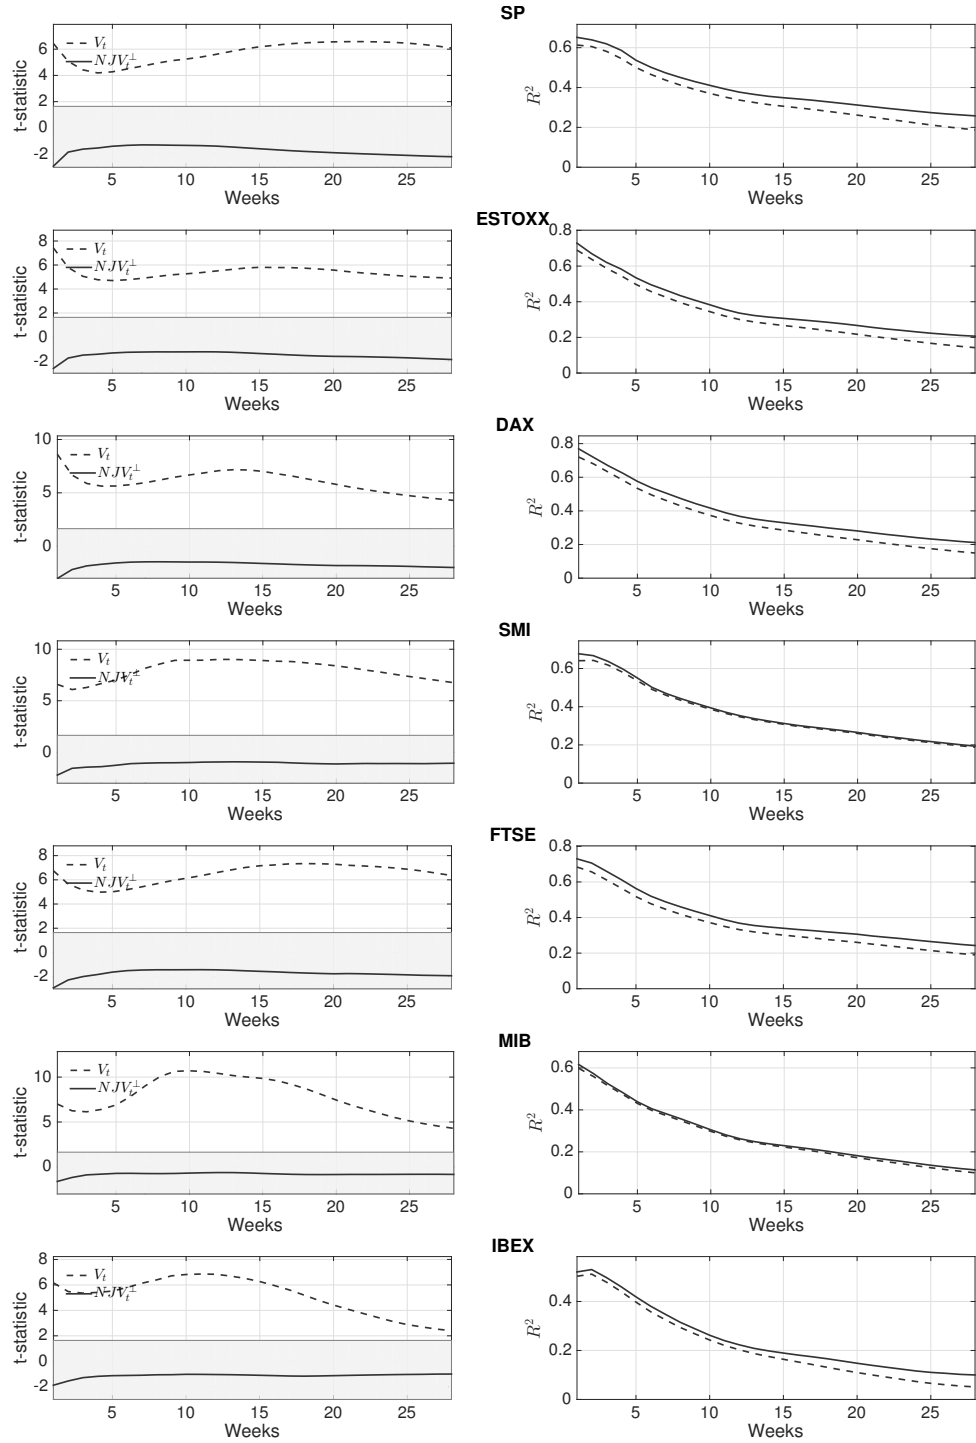 SP
t-statistic
6
4
2
0
-2
V_t
NJV_t^⊥
5 10 15 20 25
Weeks
R^2
0.6
0.4
0.2
0
5 10 15 20 25
Weeks
ESTOXX
t-statistic
8
6
4
2
0
-2
V_t
NJV_t^⊥
5 10 15 20 25
Weeks
R^2
0.8
0.6
0.4
0.2
0
5 10 15 20 25
Weeks
DAX
t-statistic
10
5
0
V_t
NJV_t^⊥
5 10 15 20 25
Weeks
R^2
0.8
0.6
0.4
0.2
0
5 10 15 20 25
Weeks
SMI
t-statistic
10
5
0
V_t
NJV_t^⊥
5 10 15 20 25
Weeks
R^2
0.6
0.4
0.2
0
5 10 15 20 25
Weeks
FTSE
t-statistic
8
6
4
2
0
-2
V_t
NJV_t^⊥
5 10 15 20 25
Weeks
R^2
0.8
0.6
0.4
0.2
0
5 10 15 20 25
Weeks
MIB
t-statistic
10
5
0
V_t
NJV_t^⊥
5 10 15 20 25
Weeks
R^2
0.6
0.4
0.2
0
5 10 15 20 25
Weeks
IBEX
t-statistic
8
6
4
2
0
-2
V_t
NJV_t^⊥
5 10 15 20 25
Weeks
R^2
0.4
0.2
0
5 10 15 20 25
Weeks